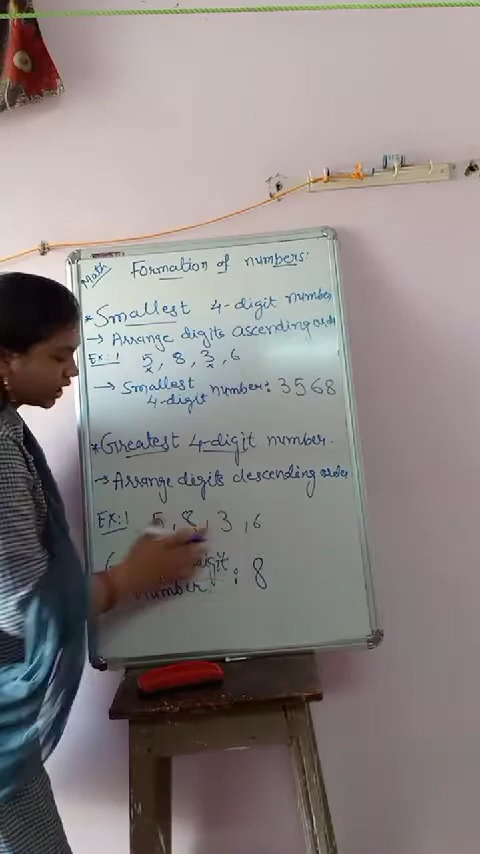 Math
Formation of numbers:
* Smallest 4-digit number
→ Arrange digits ascending order
Ex:1 5, 8, 3, 6
→ Smallest number: 3568
4-digit
* Greatest 4-digit number.
→ Arrange digits descending order
Ex:1 5, 8, 3, 6
digit
number : 8